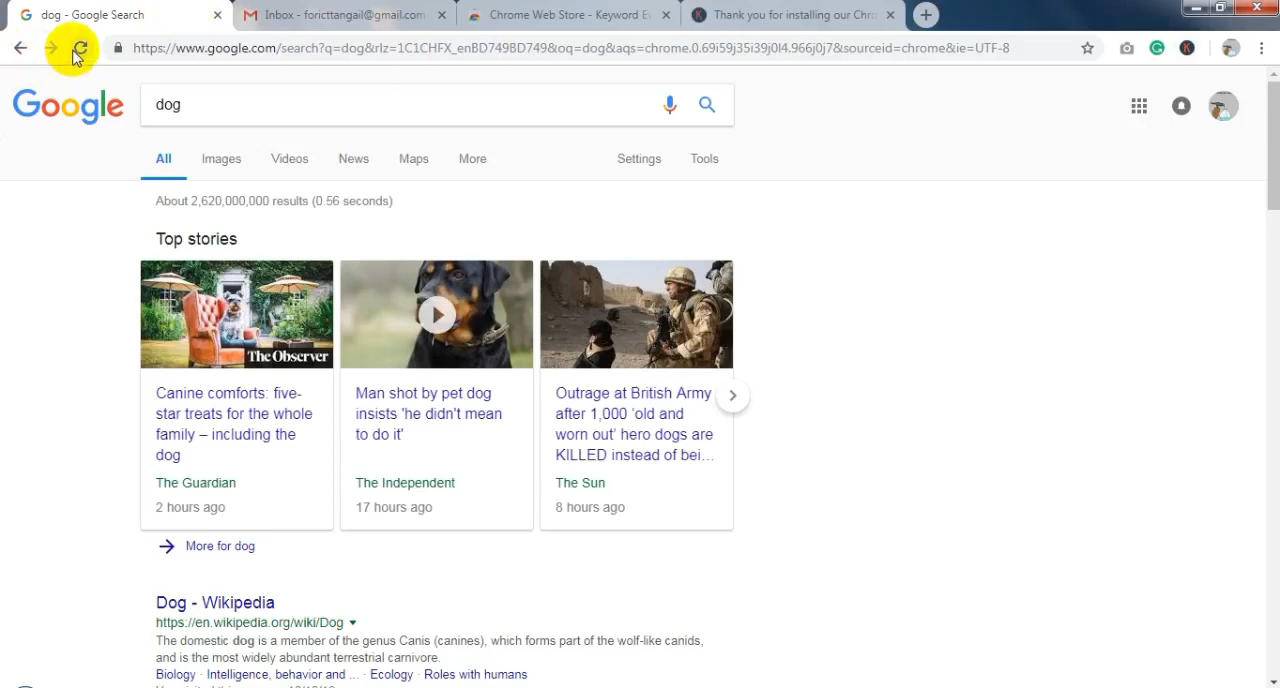 dog - Google Search
Inbox - foricttangail@gmail.com
Chrome Web Store - Keyword Ev
Thank you for installing our Chr
https://www.google.com/search?q=dog&rlz=1C1CHFX_enBD749BD749&oq=dog&aqs=chrome.0.69i59j35i39j0l4.966j0j7&sourceid=chrome&ie=UTF-8
Google
dog
All Images Videos News Maps More Settings Tools
About 2,620,000,000 results (0.56 seconds)
Top stories
The Observer
Canine comforts: five-
star treats for the whole
family – including the
dog
The Guardian
2 hours ago
Man shot by pet dog
insists 'he didn't mean
to do it'
The Independent
17 hours ago
Outrage at British Army
after 1,000 ‘old and
worn out’ hero dogs are
KILLED instead of bei...
The Sun
8 hours ago
More for dog
Dog - Wikipedia
https://en.wikipedia.org/wiki/Dog
The domestic dog is a member of the genus Canis (canines), which forms part of the wolf-like canids,
and is the most widely abundant terrestrial carnivore.
Biology · Intelligence, behavior and ... · Ecology · Roles with humans